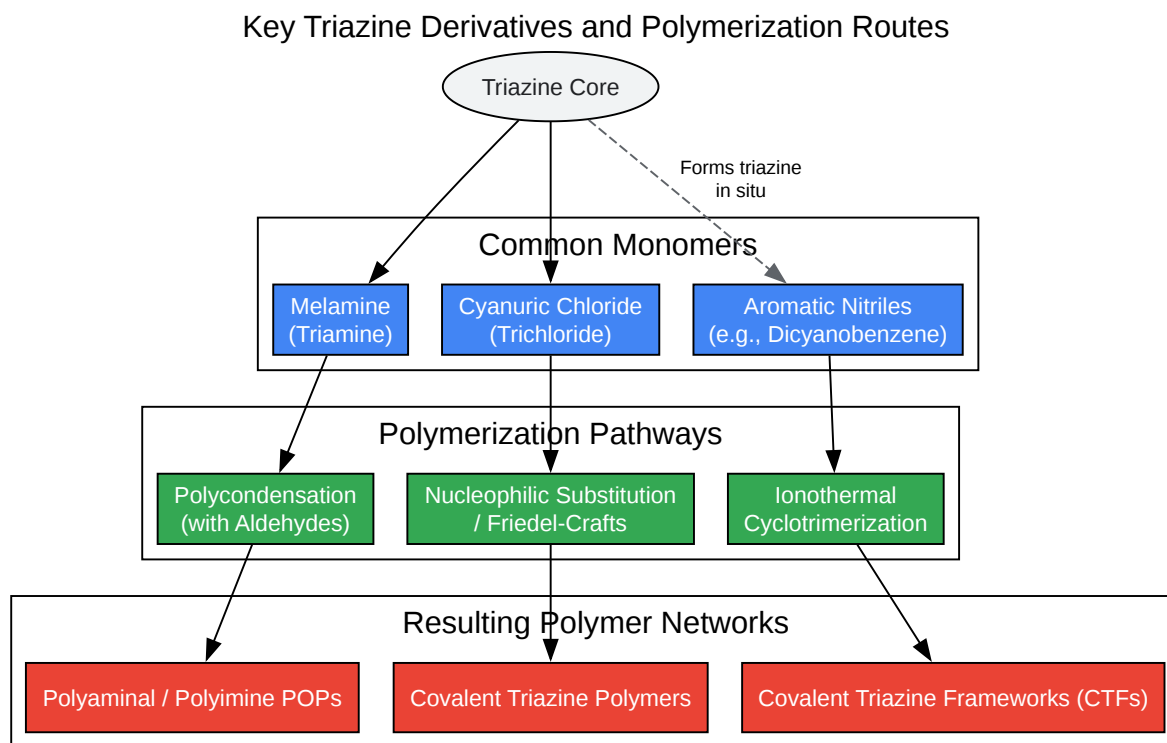 Key Triazine Derivatives and Polymerization Routes
Triazine Core
Forms triazine
in situ
Common Monomers
Melamine
(Triamine)
Cyanuric Chloride
(Trichloride)
Aromatic Nitriles
(e.g., Dicyanobenzene)
Polymerization Pathways
Polycondensation
(with Aldehydes)
Nucleophilic Substitution
/ Friedel-Crafts
Ionothermal
Cyclotrimerization
Resulting Polymer Networks
Polyaminal / Polyimine POPs
Covalent Triazine Polymers
Covalent Triazine Frameworks (CTFs)